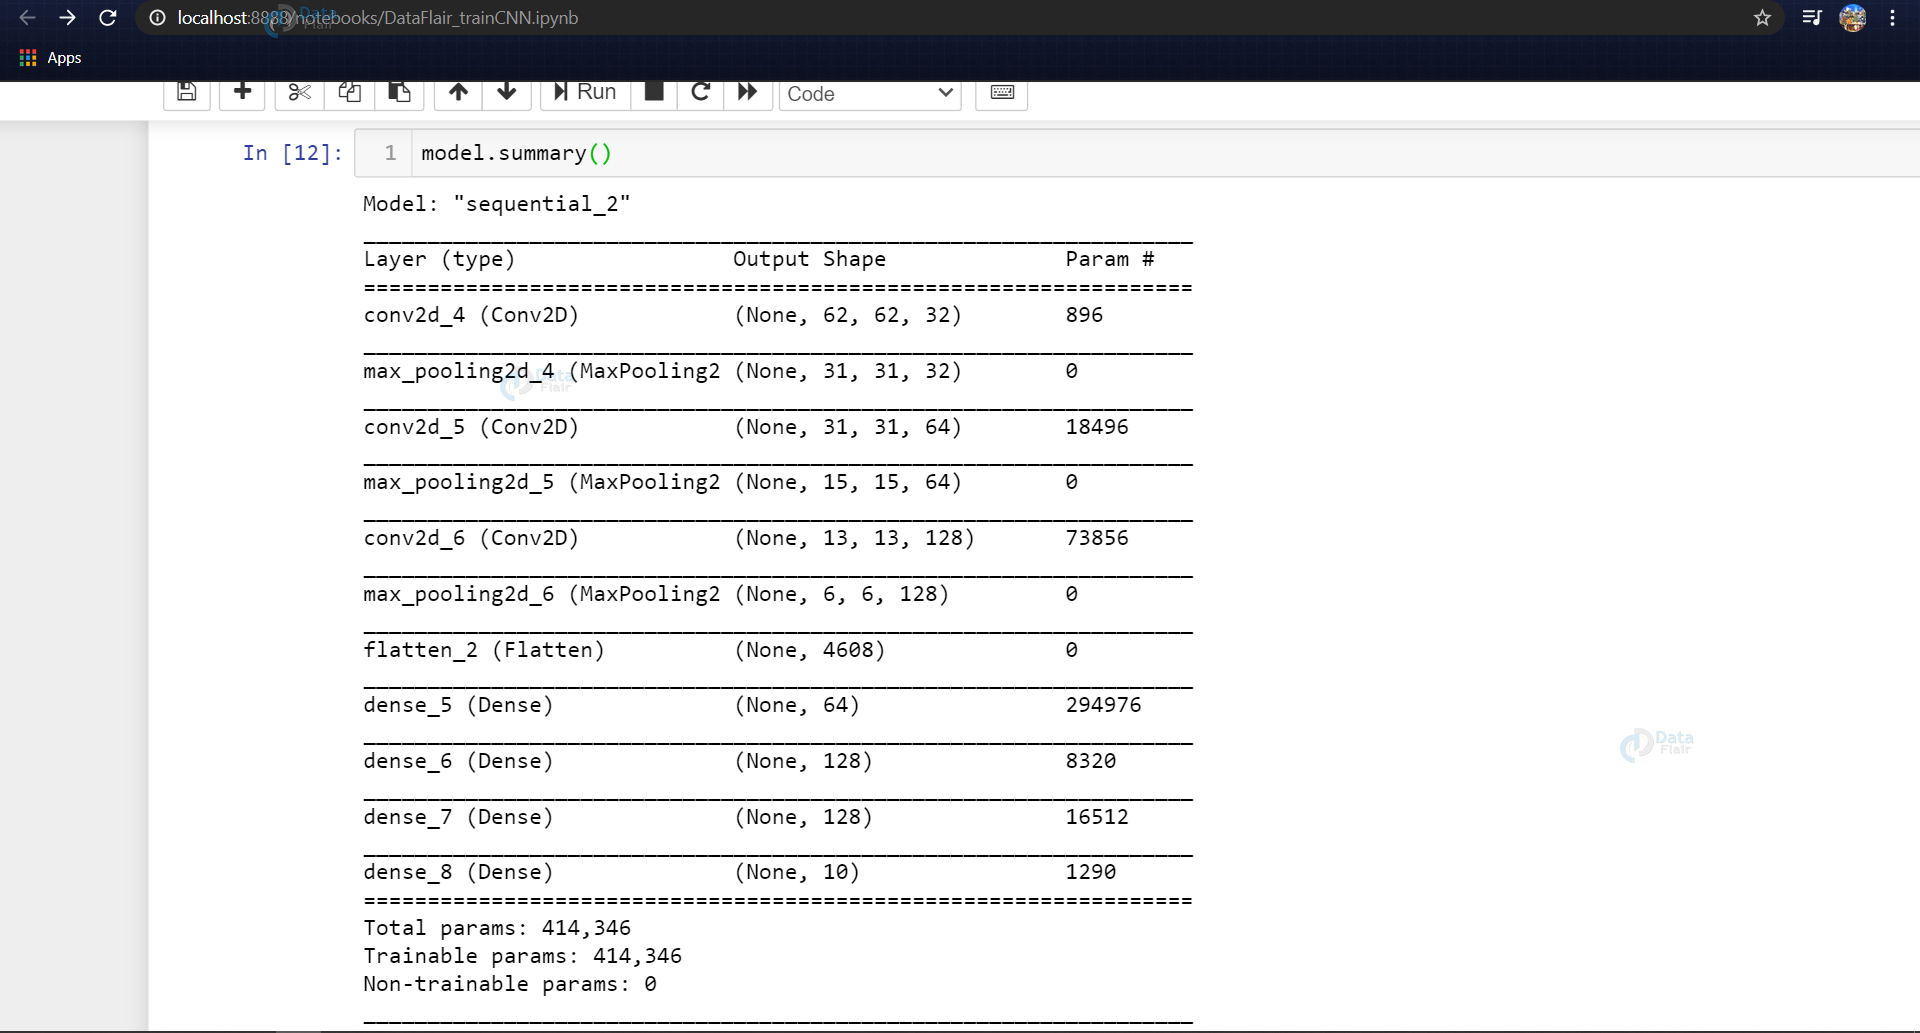 localhost:8888/notebooks/DataFlair_trainCNN.ipynb
Data
Flair
Apps
Run
Code
In [12]:
1 model.summary()
Model: "sequential_2"
_________________________________________________________________
Layer (type) Output Shape Param #
=================================================================
conv2d_4 (Conv2D) (None, 62, 62, 32) 896
_________________________________________________________________
max_pooling2d_4 (MaxPooling2 (None, 31, 31, 32) 0
Data
Flair
_________________________________________________________________
conv2d_5 (Conv2D) (None, 31, 31, 64) 18496
_________________________________________________________________
max_pooling2d_5 (MaxPooling2 (None, 15, 15, 64) 0
_________________________________________________________________
conv2d_6 (Conv2D) (None, 13, 13, 128) 73856
_________________________________________________________________
max_pooling2d_6 (MaxPooling2 (None, 6, 6, 128) 0
_________________________________________________________________
flatten_2 (Flatten) (None, 4608) 0
_________________________________________________________________
dense_5 (Dense) (None, 64) 294976
_________________________________________________________________
Data
Flair
dense_6 (Dense) (None, 128) 8320
_________________________________________________________________
dense_7 (Dense) (None, 128) 16512
_________________________________________________________________
dense_8 (Dense) (None, 10) 1290
=================================================================
Total params: 414,346
Trainable params: 414,346
Non-trainable params: 0
_________________________________________________________________